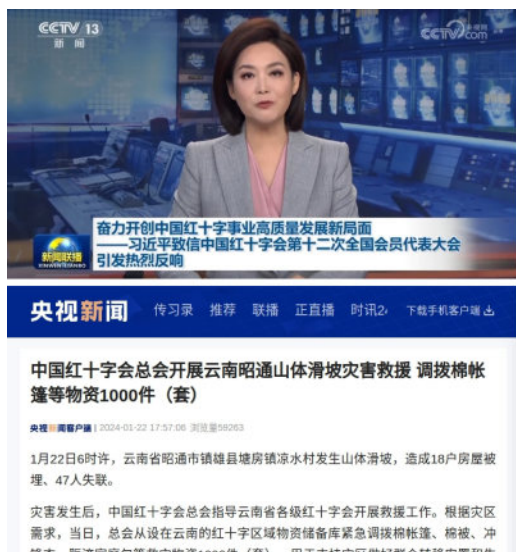 CCTV 13
新闻
CCTV.com
央视网
奋力开创中国红十字事业高质量发展新局面
——习近平致信中国红十字会第十二次全国会员代表大会
引发热烈反响
新闻联播
XINWENLIANBO
央视新闻
传习录 推荐 联播 正直播 时讯2 下载手机客户端
中国红十字会总会开展云南昭通山体滑坡灾害救援 调拨棉帐
篷等物资1000件（套）
央视新闻客户端 | 2024-01-22 17:57:06 浏览量59263
1月22日6时许，云南省昭通市镇雄县塘房镇凉水村发生山体滑坡，造成18户房屋被
埋、47人失联。
灾害发生后，中国红十字会总会指导云南省各级红十字会开展救援工作。根据灾区
需求，当日，总会从设在云南的红十字区域物资储备库紧急调拨棉帐篷、棉被、冲